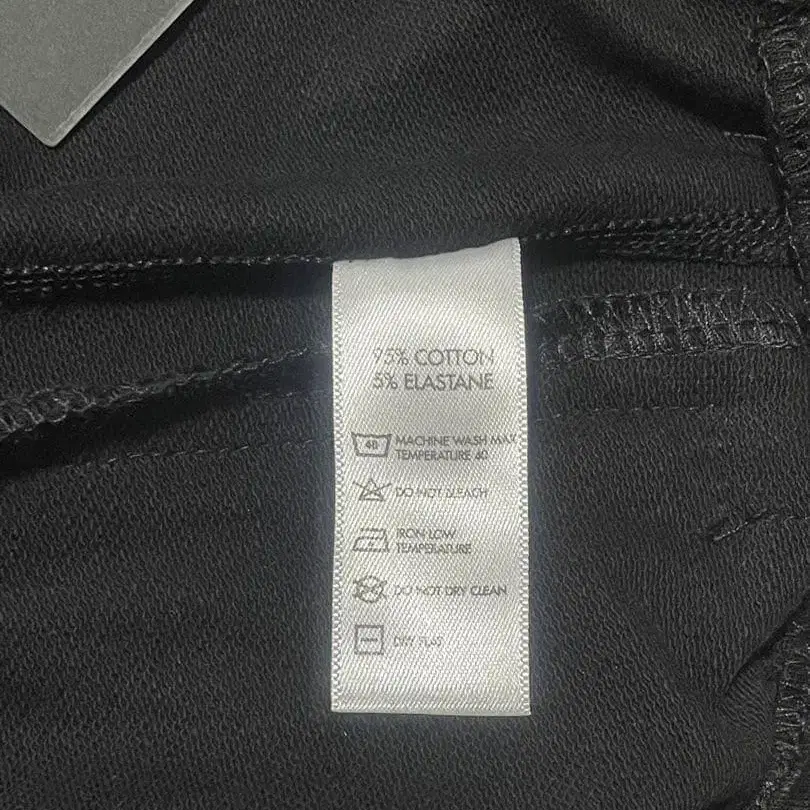 95% COTTON
5% ELASTANE
40
MACHINE WASH MAX
TEMPERATURE 40
DO NOT BLEACH
IRON LOW
TEMPERATURE
DO NOT DRY CLEAN
DRY FLAT